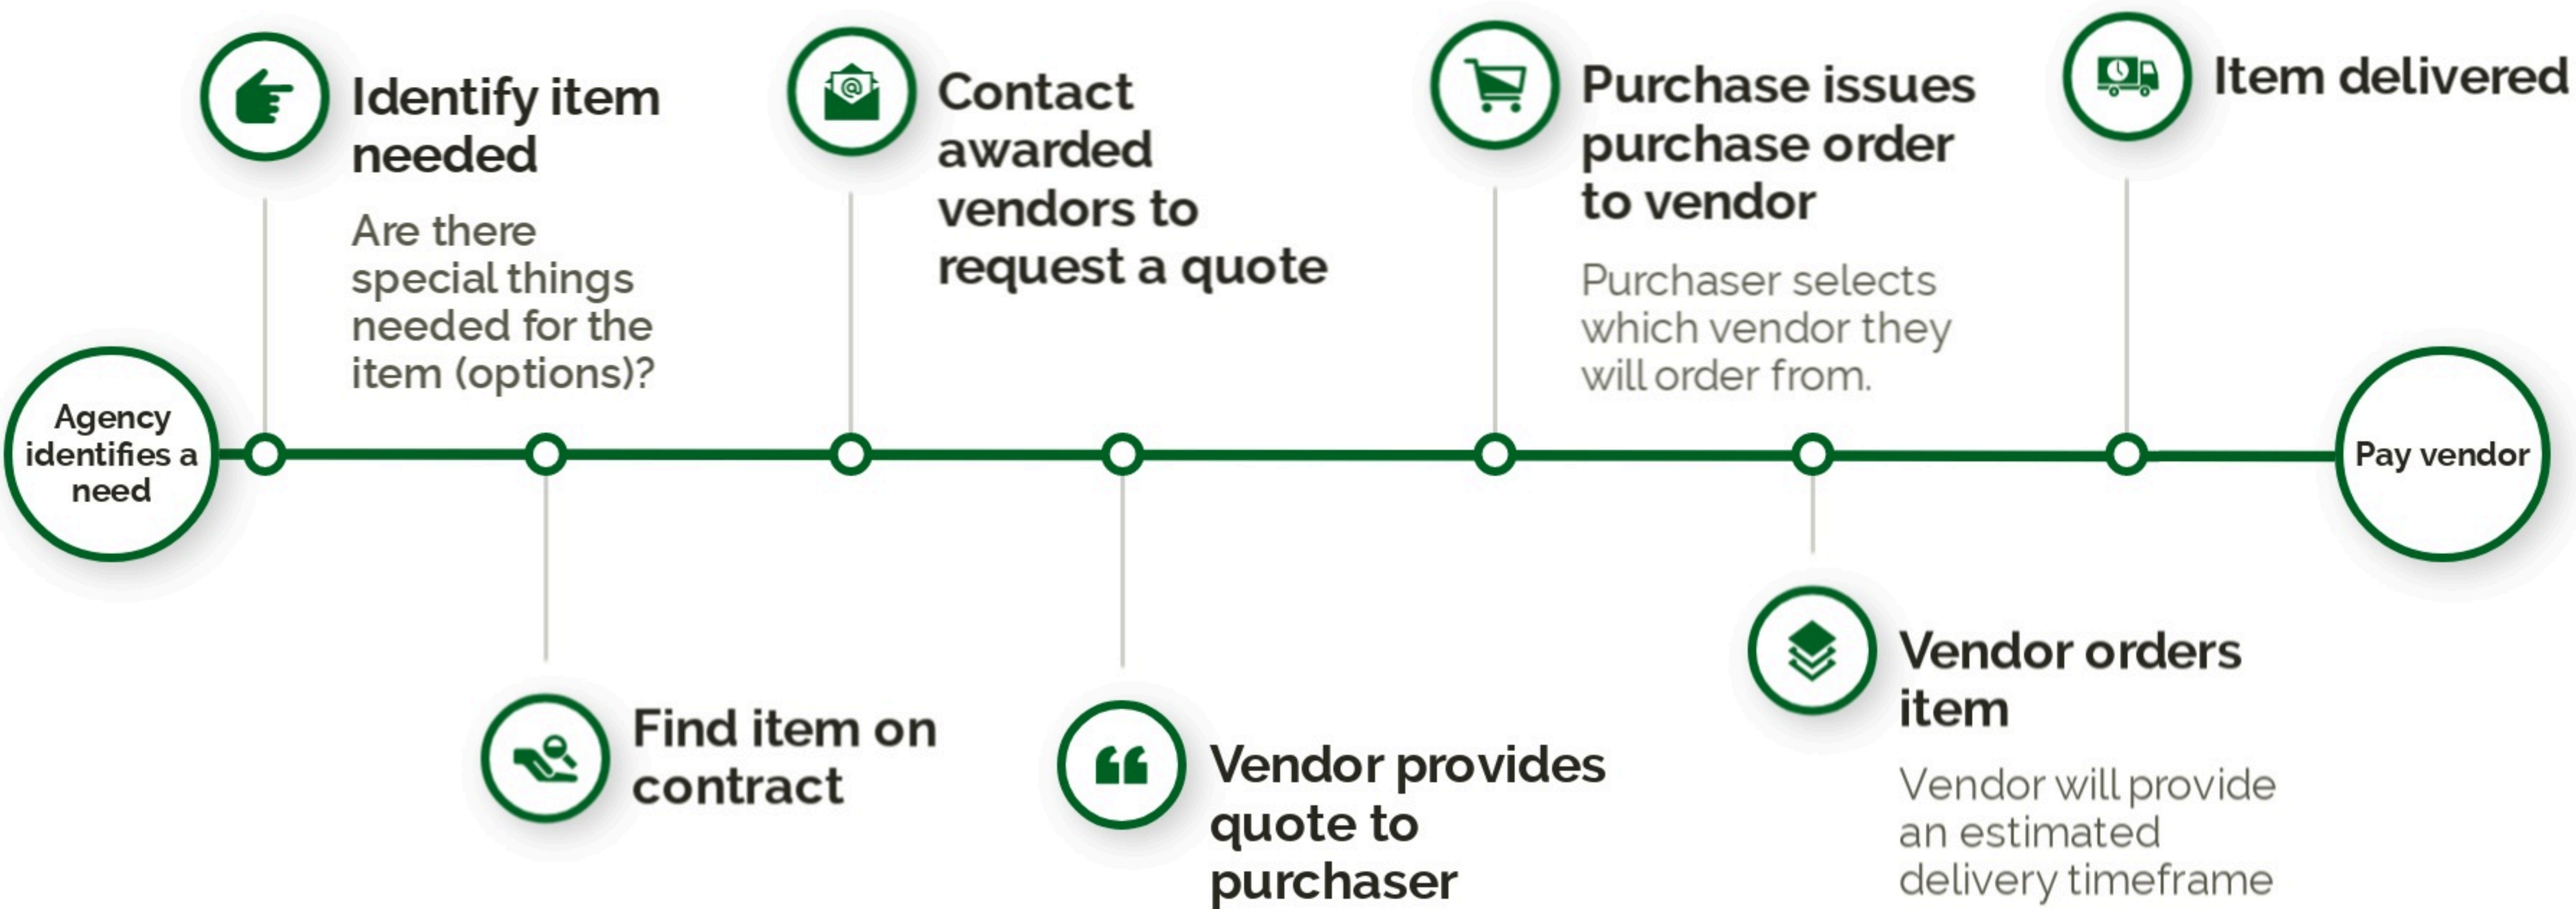 Agency
identifies a
need
Identify item
needed
Are there
special things
needed for the
item (options)?
Find item on
contract
Contact
awarded
vendors to
request a quote
Vendor provides
quote to
purchaser
Purchase issues
purchase order
to vendor
Purchaser selects
which vendor they
will order from.
Vendor orders
item
Vendor will provide
an estimated
delivery timeframe
Item delivered
Pay vendor